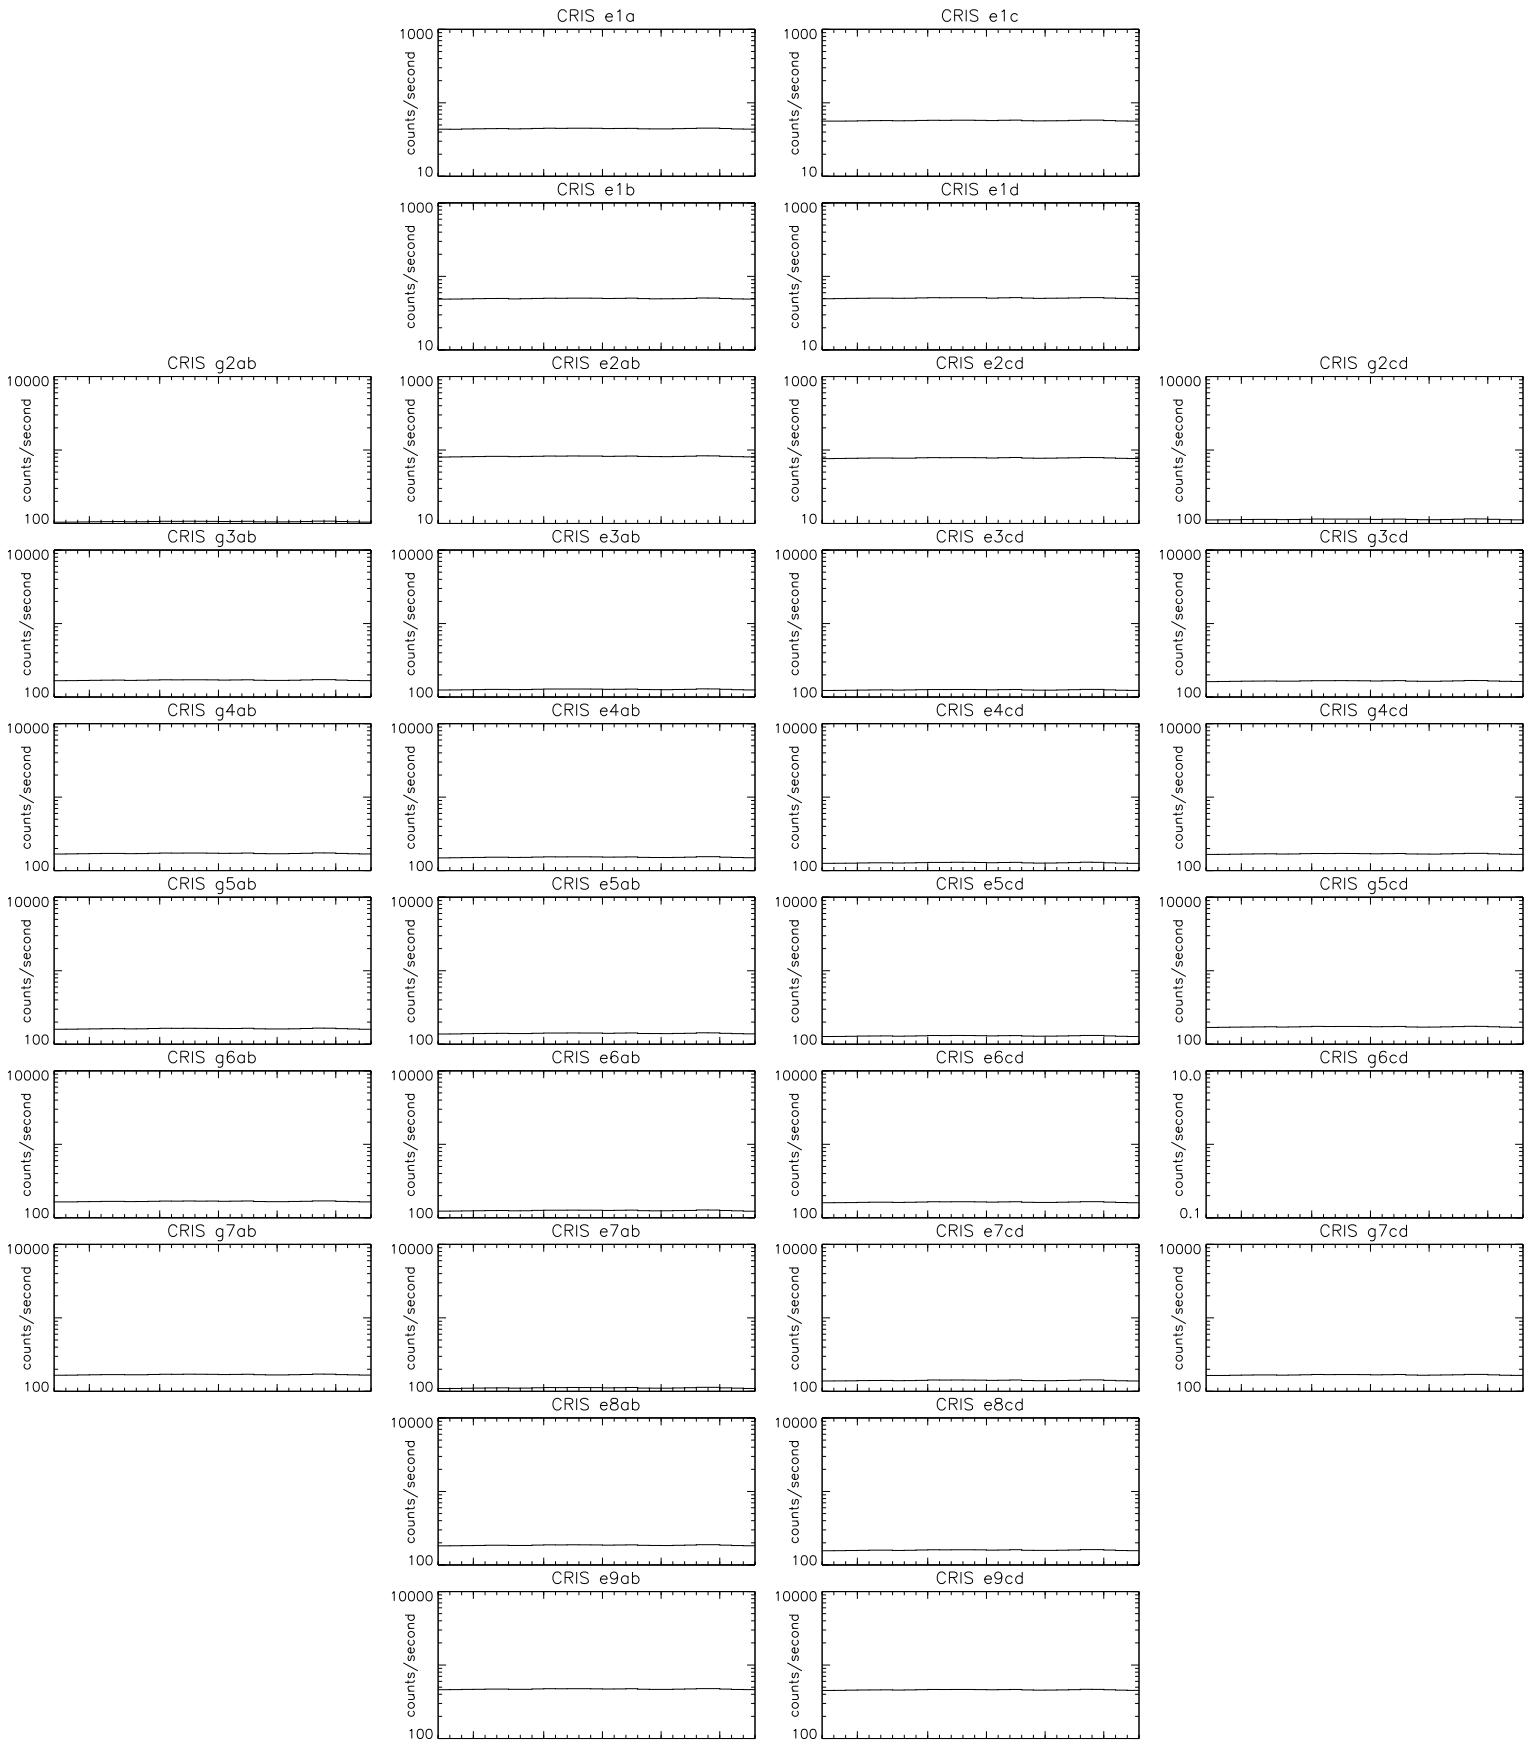 CRIS e1a
1000
counts/second
10
CRIS e1c
1000
counts/second
10
CRIS e1b
1000
counts/second
10
CRIS e1d
1000
counts/second
10
CRIS g2ab
10000
counts/second
100
CRIS e2ab
1000
counts/second
10
CRIS e2cd
1000
counts/second
10
CRIS g2cd
10000
counts/second
100
CRIS g3ab
10000
counts/second
100
CRIS e3ab
10000
counts/second
100
CRIS e3cd
10000
counts/second
100
CRIS g3cd
10000
counts/second
100
CRIS g4ab
10000
counts/second
100
CRIS e4ab
10000
counts/second
100
CRIS e4cd
10000
counts/second
100
CRIS g4cd
10000
counts/second
100
CRIS g5ab
10000
counts/second
100
CRIS e5ab
10000
counts/second
100
CRIS e5cd
10000
counts/second
100
CRIS g5cd
10000
counts/second
100
CRIS g6ab
10000
counts/second
100
CRIS e6ab
10000
counts/second
100
CRIS e6cd
10000
counts/second
100
CRIS g6cd
10.0
counts/second
0.1
CRIS g7ab
10000
counts/second
100
CRIS e7ab
10000
counts/second
100
CRIS e7cd
10000
counts/second
100
CRIS g7cd
10000
counts/second
100
CRIS e8ab
10000
counts/second
100
CRIS e8cd
10000
counts/second
100
CRIS e9ab
10000
counts/second
100
CRIS e9cd
10000
counts/second
100